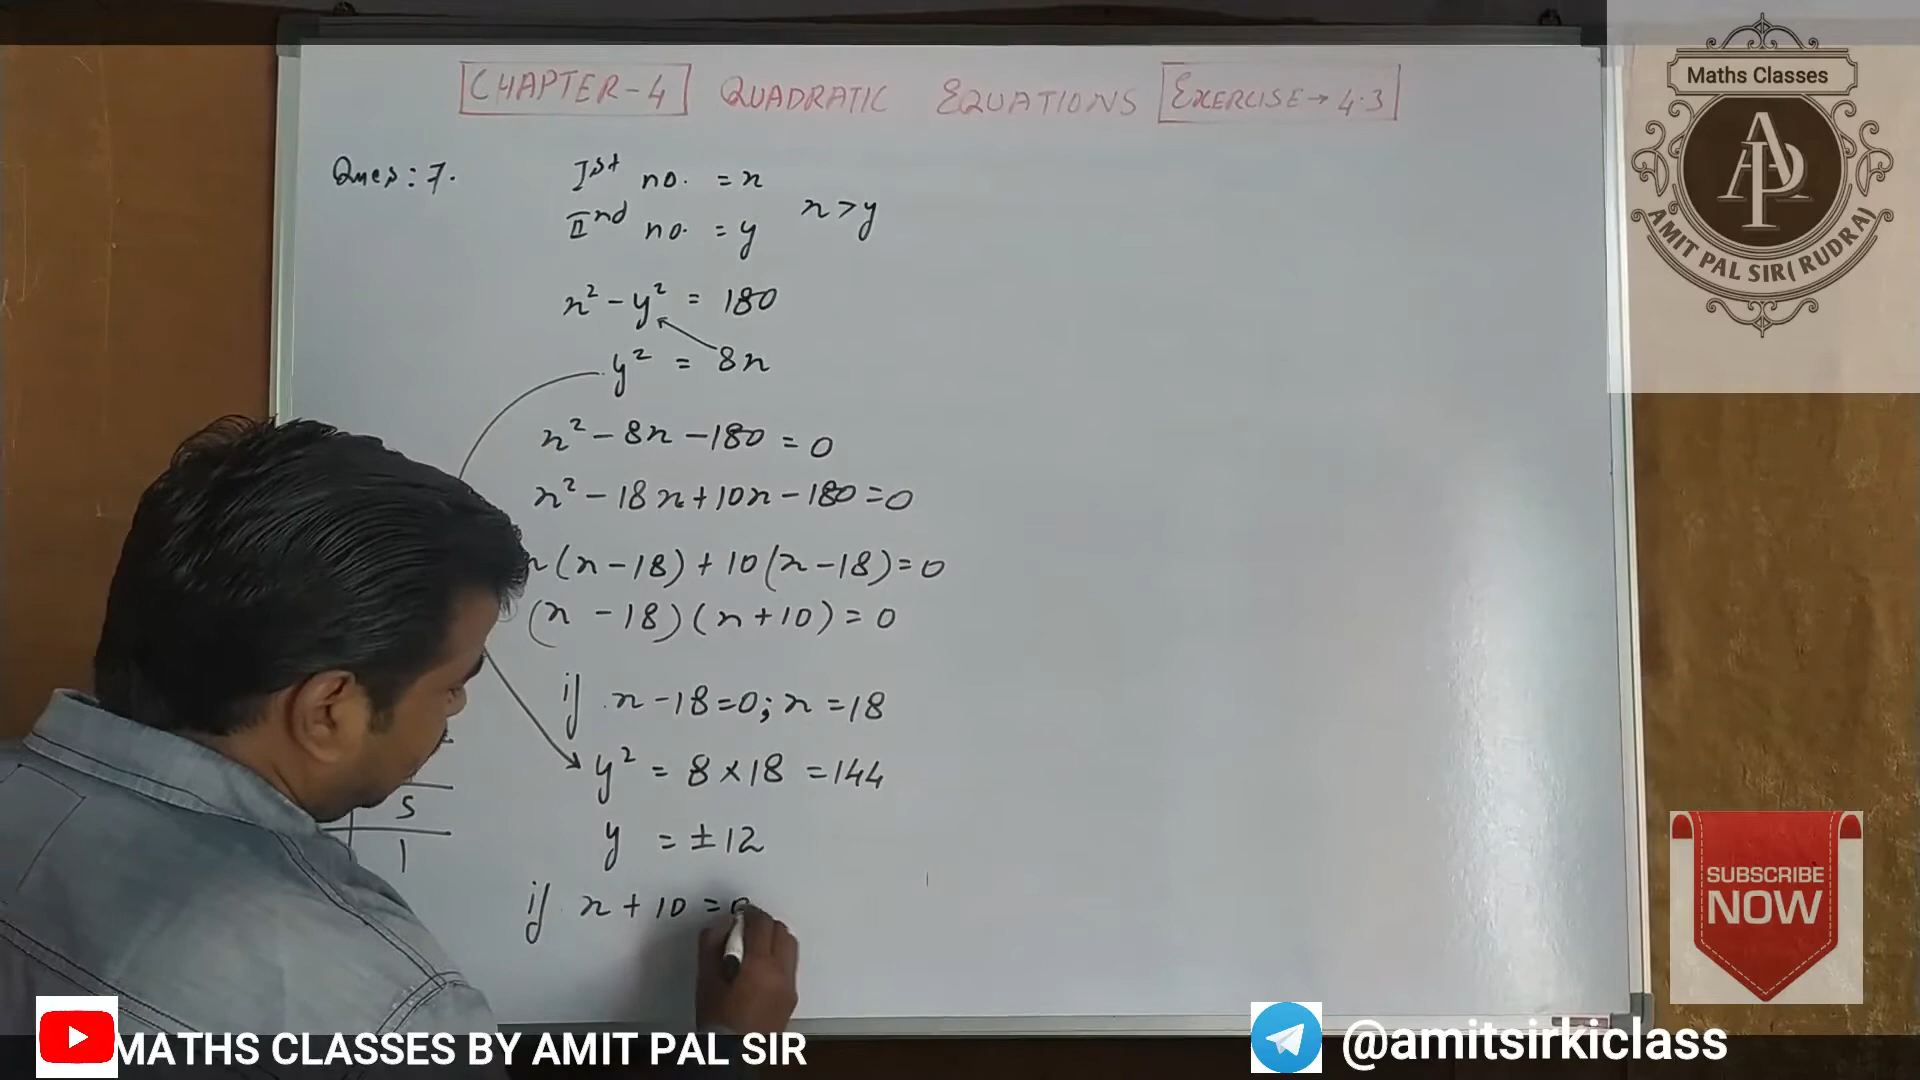 CHAPTER-4 QUADRATIC EQUATIONS EXERCISE→ 4.3
Maths Classes
AP
AMIT PAL SIR(RUDRA)
Ques:7.
Ist no. = x
IInd no. = y
x > y
x² - y² = 180
y² = 8x
x² - 8x - 180 = 0
x² - 18x + 10x - 180 = 0
x(x - 18) + 10(x - 18) = 0
(x - 18)(x + 10) = 0
if x - 18 = 0; x = 18
y² = 8 × 18 = 144
y = ± 12
if x + 10 = 0
5
1
SUBSCRIBE
NOW
MATHS CLASSES BY AMIT PAL SIR
@amitsirkiclass